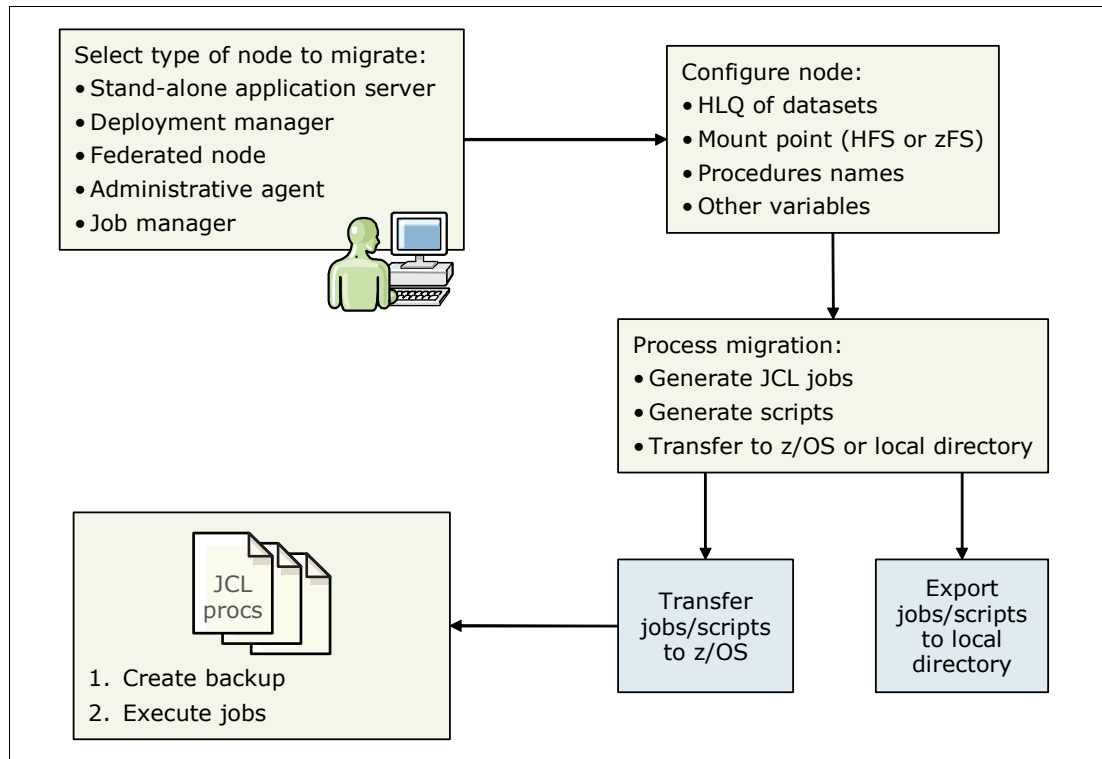 Select type of node to migrate:
• Stand-alone application server
• Deployment manager
• Federated node
• Administrative agent
• Job manager
Configure node:
• HLQ of datasets
• Mount point (HFS or zFS)
• Procedures names
• Other variables
Process migration:
• Generate JCL jobs
• Generate scripts
• Transfer to z/OS or local directory
Transfer
jobs/scripts
to z/OS
Export
jobs/scripts
to local
directory
JCL
procs
1. Create backup
2. Execute jobs